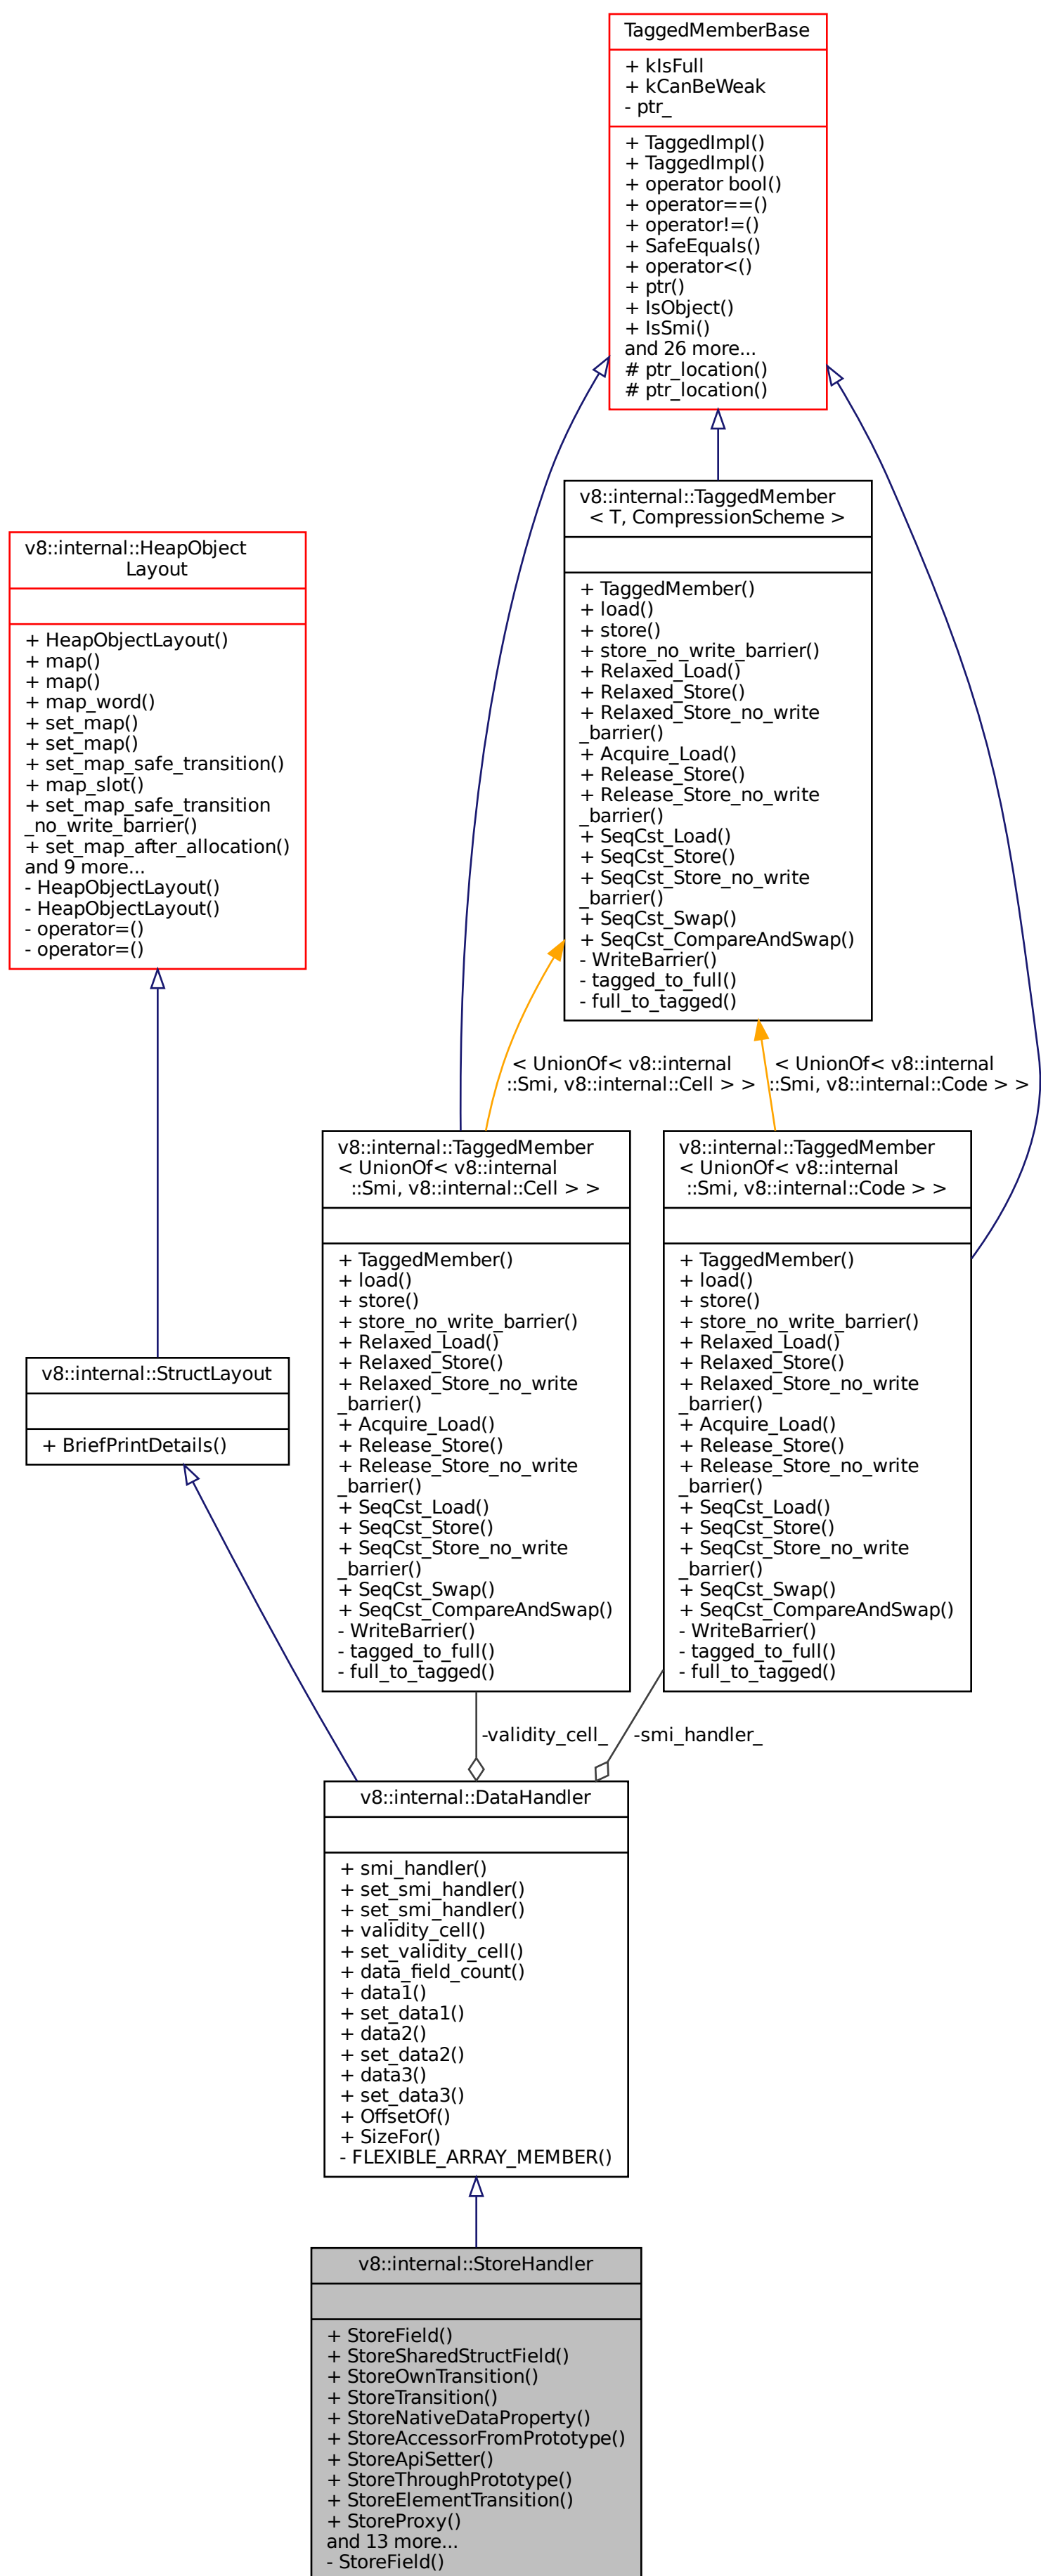 TaggedMemberBase
+ kIsFull
+ kCanBeWeak
- ptr_
+ TaggedImpl()
+ TaggedImpl()
+ operator bool()
+ operator==()
+ operator!=()
+ SafeEquals()
+ operator<()
+ ptr()
+ IsObject()
+ IsSmi()
and 26 more...
# ptr_location()
# ptr_location()
v8::internal::TaggedMember
< T, CompressionScheme >
+ TaggedMember()
+ load()
+ store()
+ store_no_write_barrier()
+ Relaxed_Load()
+ Relaxed_Store()
+ Relaxed_Store_no_write
_barrier()
+ Acquire_Load()
+ Release_Store()
+ Release_Store_no_write
_barrier()
+ SeqCst_Load()
+ SeqCst_Store()
+ SeqCst_Store_no_write
_barrier()
+ SeqCst_Swap()
+ SeqCst_CompareAndSwap()
- WriteBarrier()
- tagged_to_full()
- full_to_tagged()
v8::internal::HeapObject
Layout
+ HeapObjectLayout()
+ map()
+ map()
+ map_word()
+ set_map()
+ set_map()
+ set_map_safe_transition()
+ map_slot()
+ set_map_safe_transition
_no_write_barrier()
+ set_map_after_allocation()
and 9 more...
- HeapObjectLayout()
- HeapObjectLayout()
- operator=()
- operator=()
< UnionOf< v8::internal
::Smi, v8::internal::Cell > >
< UnionOf< v8::internal
::Smi, v8::internal::Code > >
v8::internal::TaggedMember
< UnionOf< v8::internal
::Smi, v8::internal::Cell > >
+ TaggedMember()
+ load()
+ store()
+ store_no_write_barrier()
+ Relaxed_Load()
+ Relaxed_Store()
+ Relaxed_Store_no_write
_barrier()
+ Acquire_Load()
+ Release_Store()
+ Release_Store_no_write
_barrier()
+ SeqCst_Load()
+ SeqCst_Store()
+ SeqCst_Store_no_write
_barrier()
+ SeqCst_Swap()
+ SeqCst_CompareAndSwap()
- WriteBarrier()
- tagged_to_full()
- full_to_tagged()
v8::internal::TaggedMember
< UnionOf< v8::internal
::Smi, v8::internal::Code > >
+ TaggedMember()
+ load()
+ store()
+ store_no_write_barrier()
+ Relaxed_Load()
+ Relaxed_Store()
+ Relaxed_Store_no_write
_barrier()
+ Acquire_Load()
+ Release_Store()
+ Release_Store_no_write
_barrier()
+ SeqCst_Load()
+ SeqCst_Store()
+ SeqCst_Store_no_write
_barrier()
+ SeqCst_Swap()
+ SeqCst_CompareAndSwap()
- WriteBarrier()
- tagged_to_full()
- full_to_tagged()
v8::internal::StructLayout
+ BriefPrintDetails()
-validity_cell_
-smi_handler_
v8::internal::DataHandler
+ smi_handler()
+ set_smi_handler()
+ set_smi_handler()
+ validity_cell()
+ set_validity_cell()
+ data_field_count()
+ data1()
+ set_data1()
+ data2()
+ set_data2()
+ data3()
+ set_data3()
+ OffsetOf()
+ SizeFor()
- FLEXIBLE_ARRAY_MEMBER()
v8::internal::StoreHandler
+ StoreField()
+ StoreSharedStructField()
+ StoreOwnTransition()
+ StoreTransition()
+ StoreNativeDataProperty()
+ StoreAccessorFromPrototype()
+ StoreApiSetter()
+ StoreThroughPrototype()
+ StoreElementTransition()
+ StoreProxy()
and 13 more...
- StoreField()